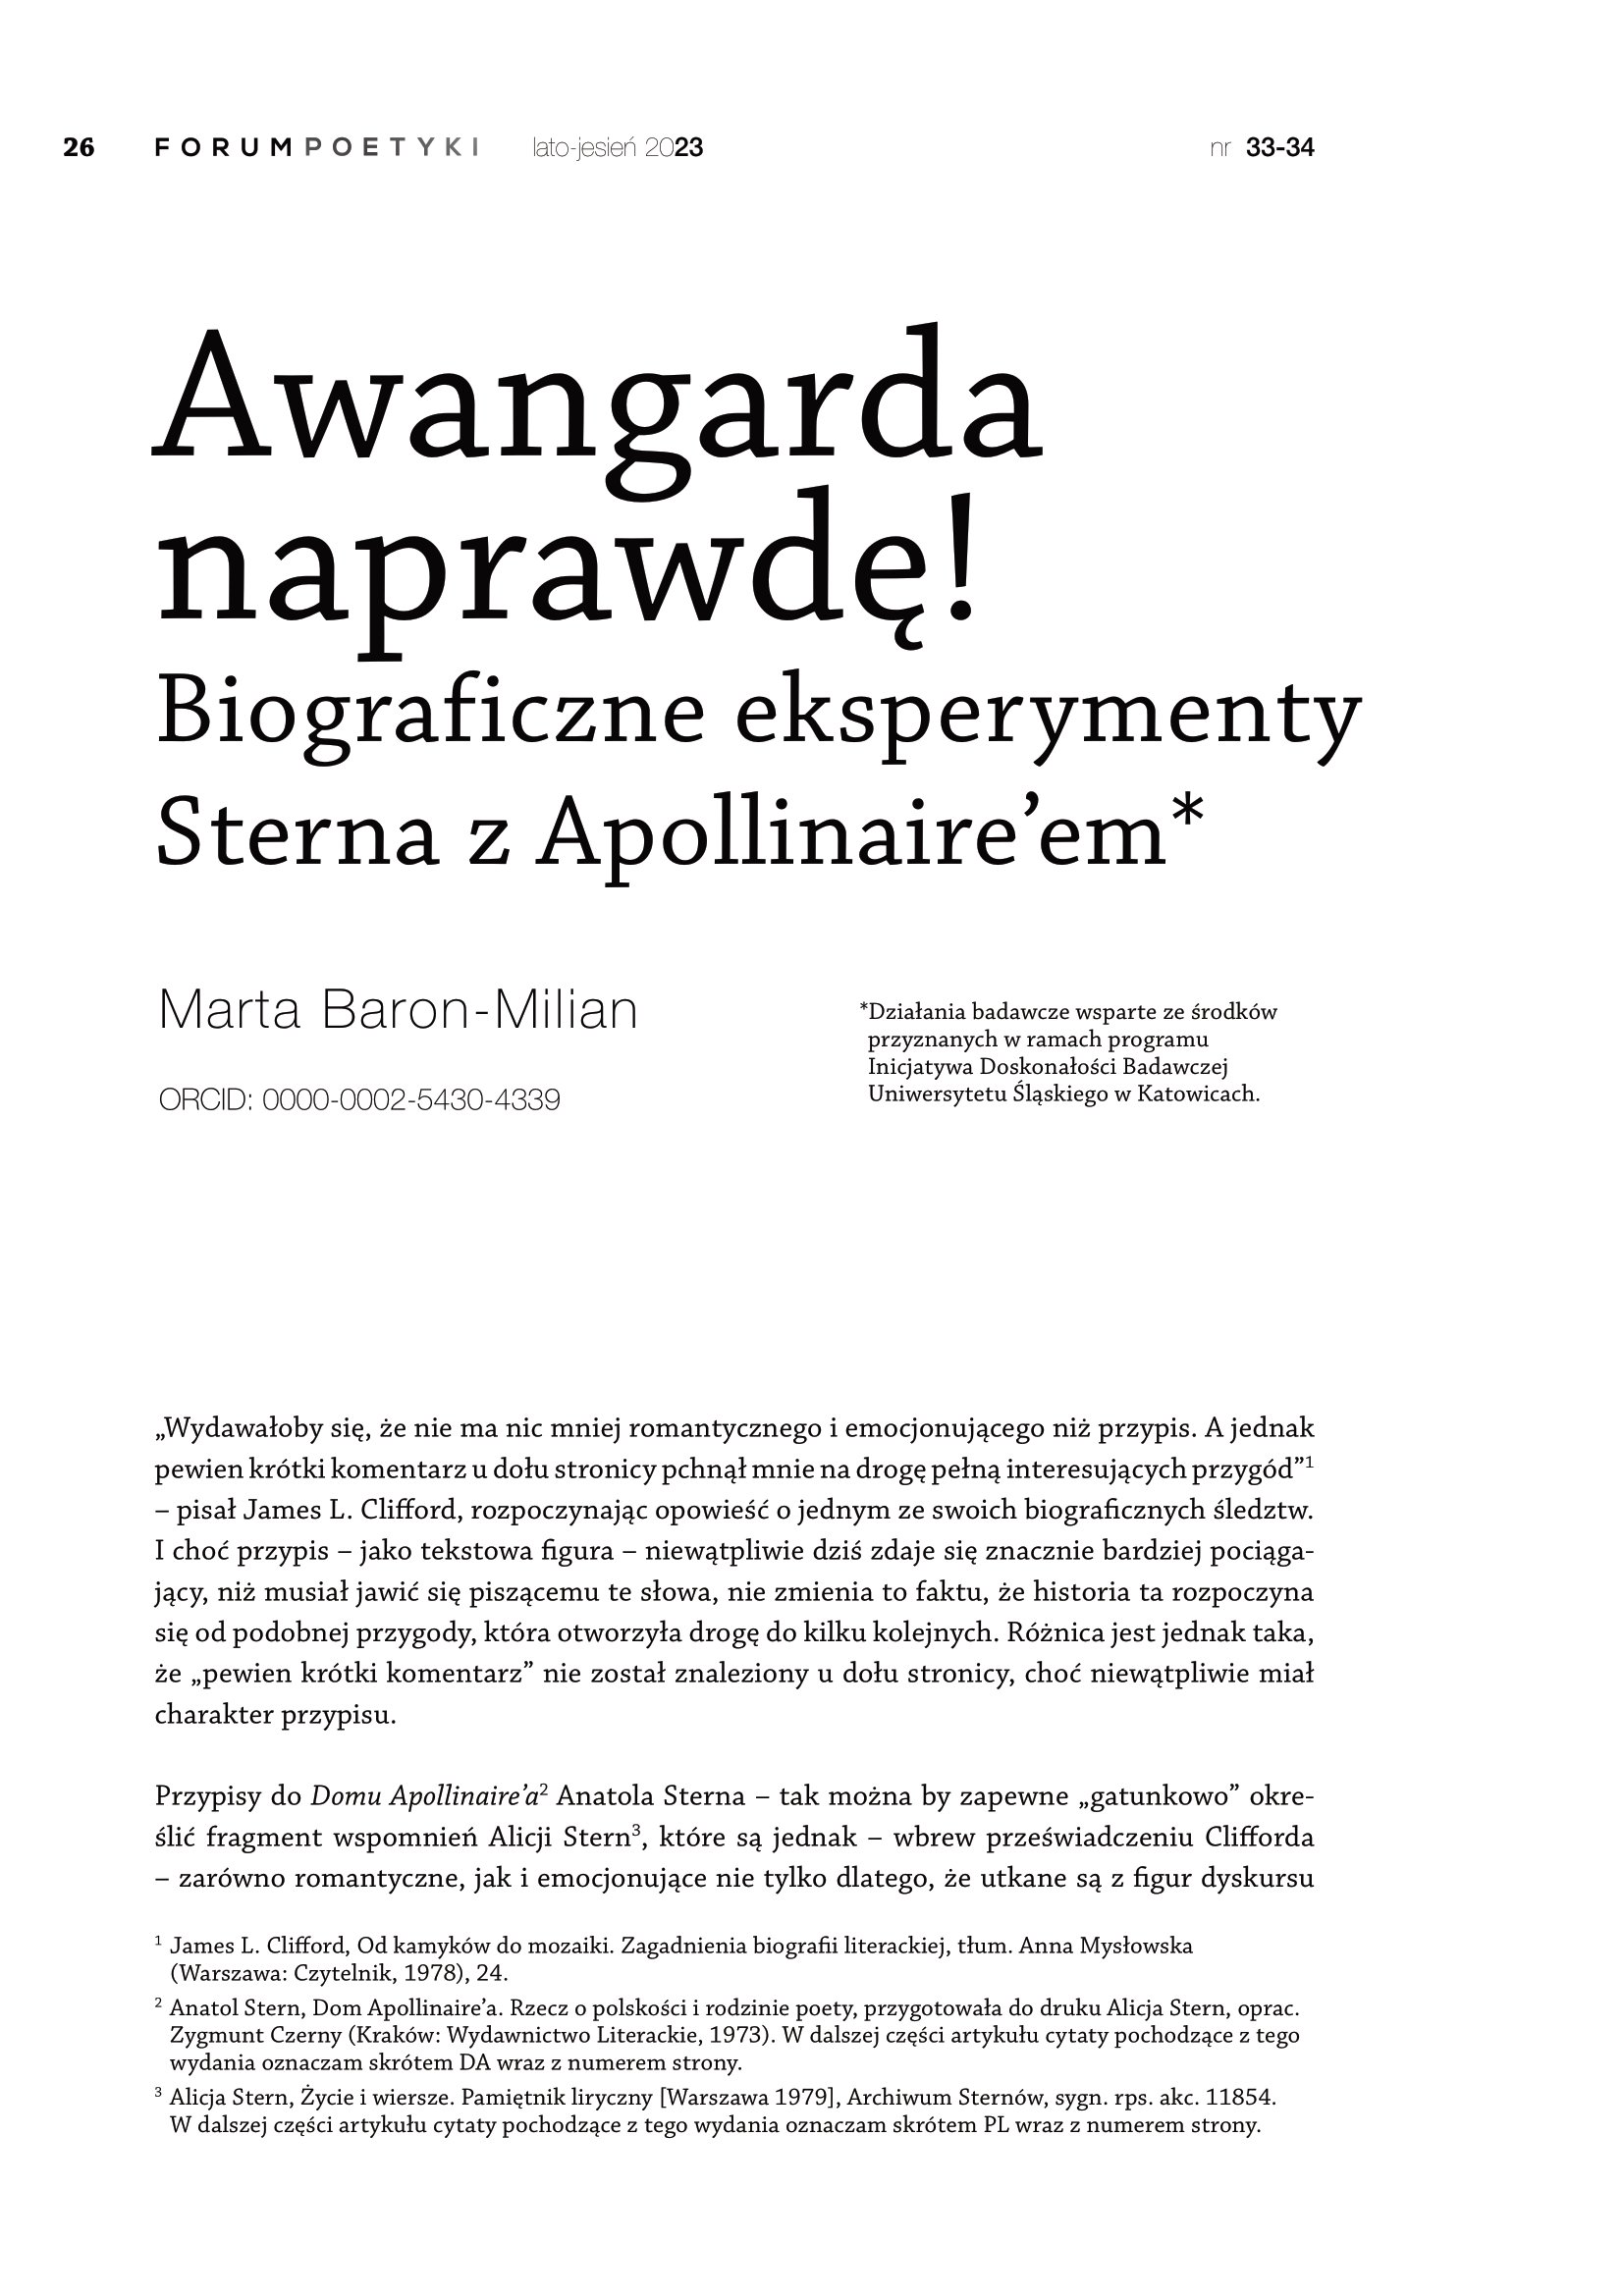 26 FORUMPOETYKI lato-jesień 2023 nr 33-34
Awangarda
naprawdę!
Biograficzne eksperymenty
Sterna z Apollinaire’em*
Marta Baron-Milian
ORCID: 0000-0002-5430-4339
*Działania badawcze wsparte ze środków
przyznanych w ramach programu
Inicjatywa Doskonałości Badawczej
Uniwersytetu Śląskiego w Katowicach.
„Wydawałoby się, że nie ma nic mniej romantycznego i emocjonującego niż przypis. A jednak
pewien krótki komentarz u dołu stronicy pchnął mnie na drogę pełną interesujących przygód”1
– pisał James L. Clifford, rozpoczynając opowieść o jednym ze swoich biograficznych śledztw.
I choć przypis – jako tekstowa figura – niewątpliwie dziś zdaje się znacznie bardziej pociąga-
jący, niż musiał jawić się piszącemu te słowa, nie zmienia to faktu, że historia ta rozpoczyna
się od podobnej przygody, która otworzyła drogę do kilku kolejnych. Różnica jest jednak taka,
że „pewien krótki komentarz” nie został znaleziony u dołu stronicy, choć niewątpliwie miał
charakter przypisu.
Przypisy do Domu Apollinaire’a2 Anatola Sterna – tak można by zapewne „gatunkowo” okre-
ślić fragment wspomnień Alicji Stern3, które są jednak – wbrew przeświadczeniu Clifforda
– zarówno romantyczne, jak i emocjonujące nie tylko dlatego, że utkane są z figur dyskursu
1 James L. Clifford, Od kamyków do mozaiki. Zagadnienia biografii literackiej, tłum. Anna Mysłowska
(Warszawa: Czytelnik, 1978), 24.
2 Anatol Stern, Dom Apollinaire’a. Rzecz o polskości i rodzinie poety, przygotowała do druku Alicja Stern, oprac.
Zygmunt Czerny (Kraków: Wydawnictwo Literackie, 1973). W dalszej części artykułu cytaty pochodzące z tego
wydania oznaczam skrótem DA wraz z numerem strony.
3 Alicja Stern, Życie i wiersze. Pamiętnik liryczny [Warszawa 1979], Archiwum Sternów, sygn. rps. akc. 11854.
W dalszej części artykułu cytaty pochodzące z tego wydania oznaczam skrótem PL wraz z numerem strony.